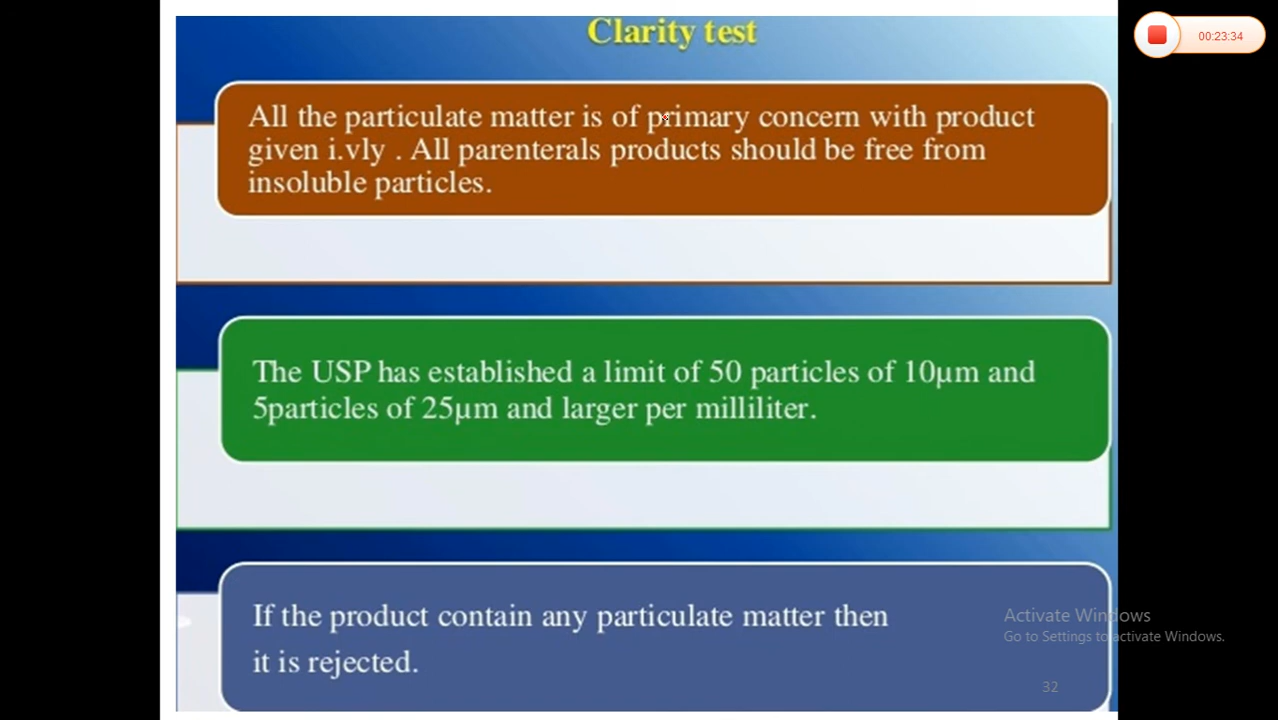 Clarity test
00:23:34
All the particulate matter is of primary concern with product
given i.vly . All parenterals products should be free from
insoluble particles.
The USP has established a limit of 50 particles of 10µm and
5particles of 25µm and larger per milliliter.
If the product contain any particulate matter then
it is rejected.
Activate Windows
Go to Settings to activate Windows.
32